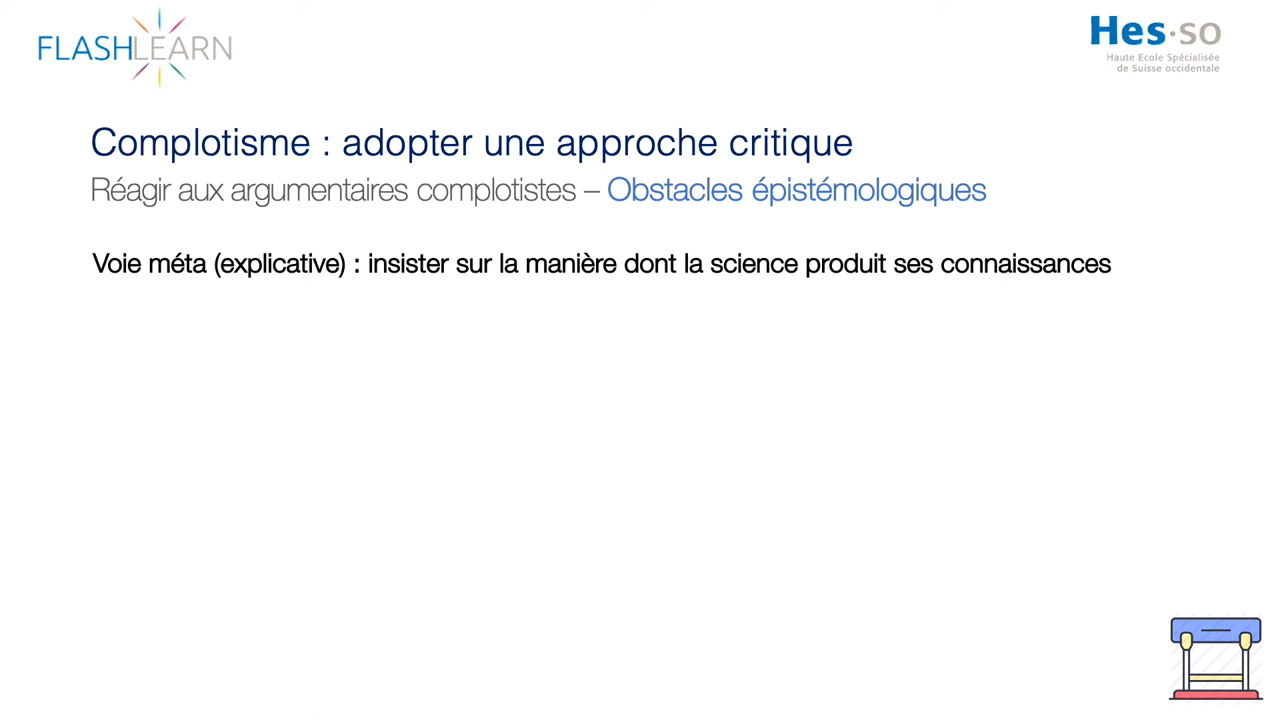 FLASHLEARN
Hes·so
Haute Ecole Spécialisée
de Suisse occidentale
Complotisme : adopter une approche critique
Réagir aux argumentaires complotistes – Obstacles épistémologiques
Voie méta (explicative) : insister sur la manière dont la science produit ses connaissances